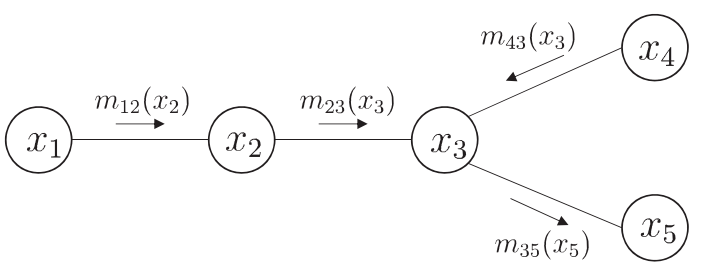 m₄₃(x₃)
x₄
m₁₂(x₂)
m₂₃(x₃)
x₁
x₂
x₃
x₅
m₃₅(x₅)